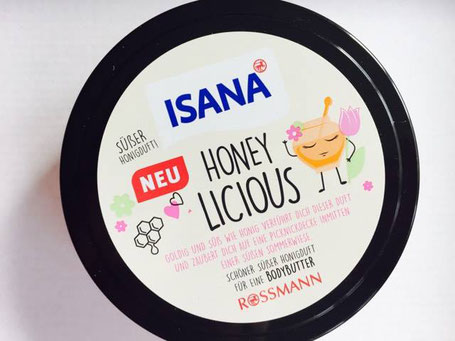 ISANA
SÜßER
HONIGDUFT!
NEU
HONEY
LICIOUS
GOLDIG UND SÜß WIE HONIG VERFÜHRT DICH DIESER DUFT
UND ZAUBERT DICH AUF EINE PICKNICKDECKE INMITTEN
EINER SÜßEN SOMMERWIESE
SCHÖNER SÜßER HONIGDUFT
FÜR EINE BODYBUTTER
ROSSMANN